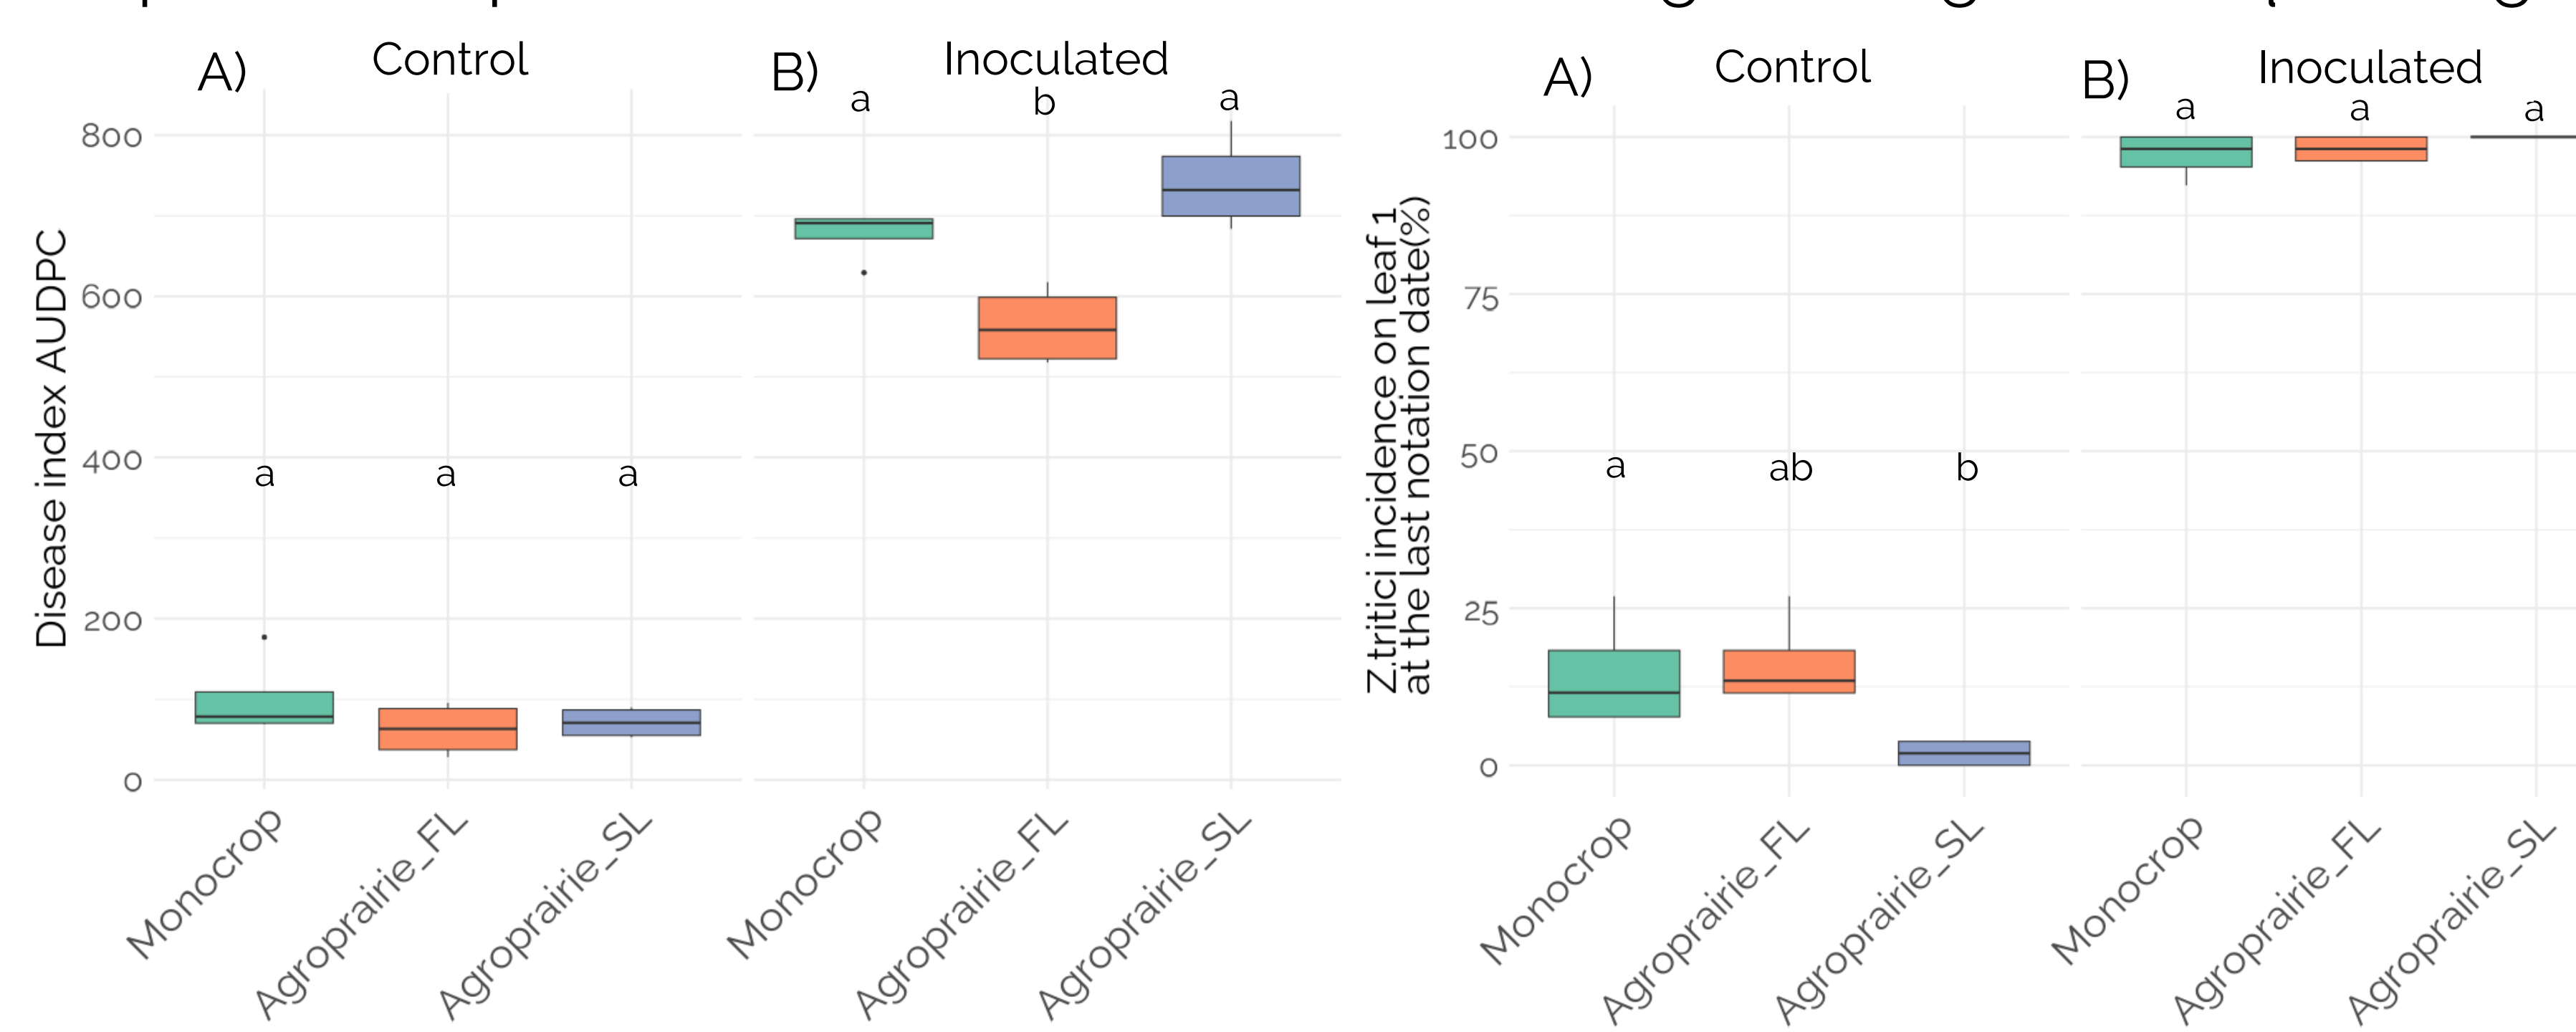 A)
Control
B)
Inoculated
a
b
a
800
600
400
200
0
Disease index AUDPC
a
a
a
Monocrop
Agroprairie_FL
Agroprairie_SL
Monocrop
Agroprairie_FL
Agroprairie_SL
A)
Control
B)
Inoculated
a
a
a
100
75
50
25
0
Z.tritici incidence on leaf 1
at the last notation date(%)
a
ab
b
Monocrop
Agroprairie_FL
Agroprairie_SL
Monocrop
Agroprairie_FL
Agroprairie_SL